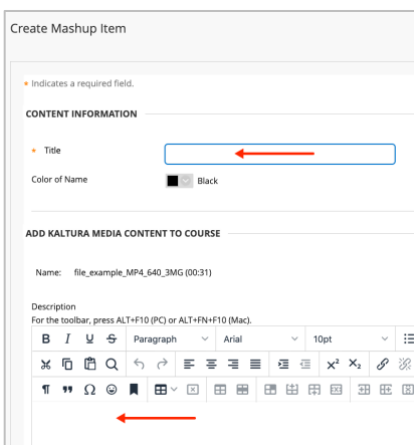 Create Mashup Item
* Indicates a required field.
CONTENT INFORMATION
* Title
Color of Name Black
ADD KALTURA MEDIA CONTENT TO COURSE
Name: file_example_MP4_640_3MG (00:31)
Description
For the toolbar, press ALT+F10 (PC) or ALT+FN+F10 (Mac).
B I U S Paragraph Arial 10pt
X² X₂
¶ " Ω